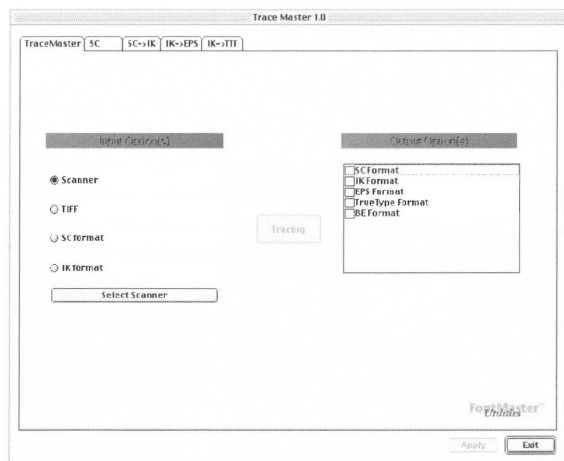 Trace Master 1.0
TraceMaster SC SC->IK IK->EPS IK->TTF
Input Option(s)
Output Option(s)
Scanner
TIFF
SC format
IK format
Select Scanner
Tracing
SC Format
IK Format
EPS Format
TrueType Format
BE Format
FontMaster™
Utilities
Apply
Exit